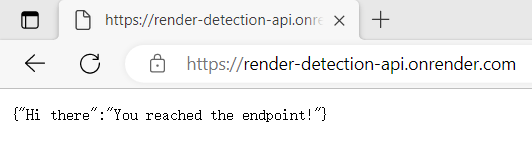 https://render-detection-api.onre
https://render-detection-api.onrender.com
{"Hi there":"You reached the endpoint!"}